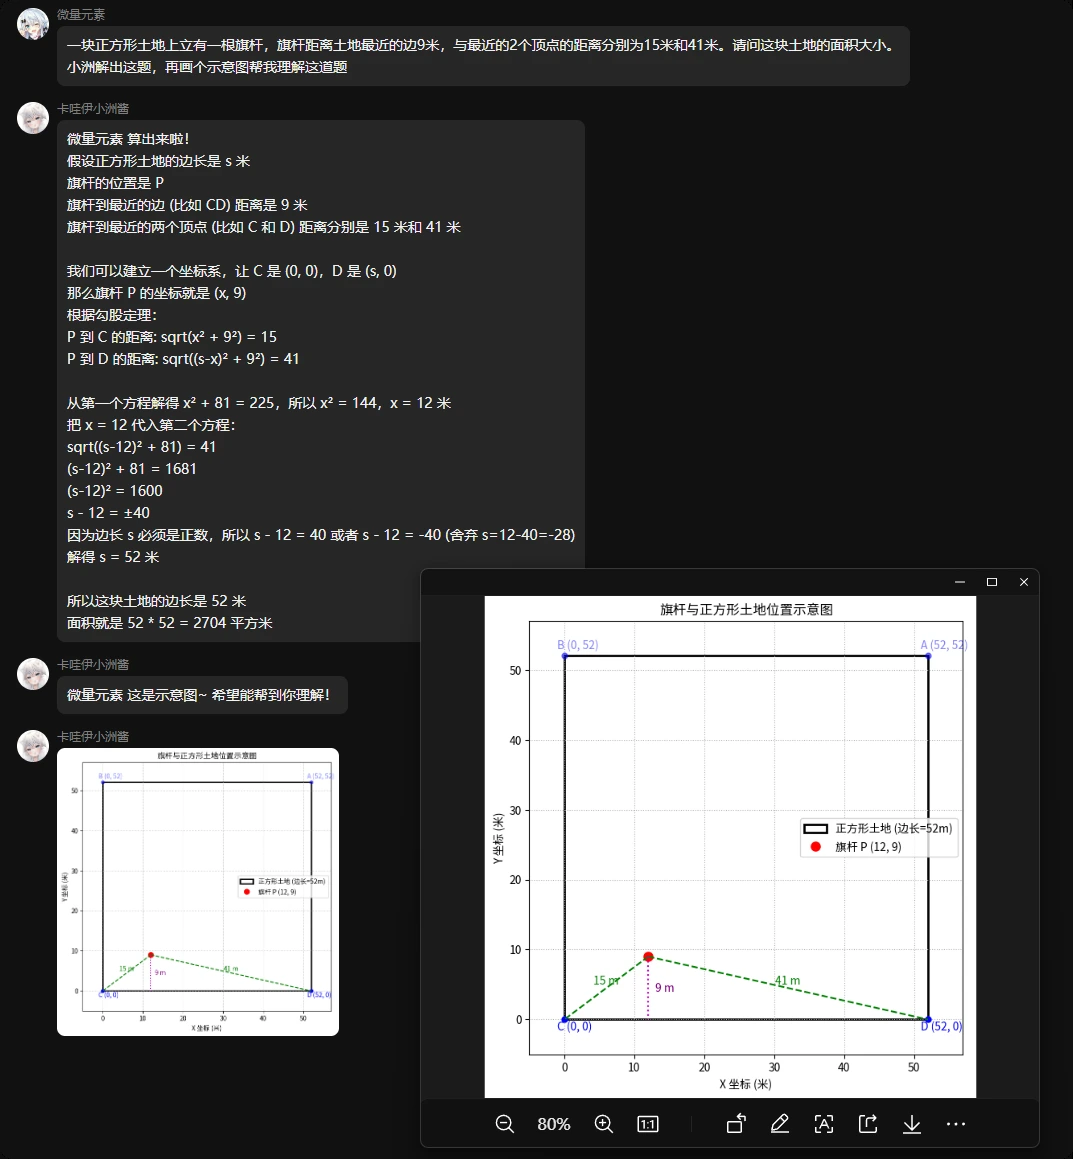 微量元素
一块正方形土地上立有一根旗杆，旗杆距离土地最近的边9米，与最近的2个顶点的距离分别为15米和41米。请问这块土地的面积大小。
小洲解出这题，再画个示意图帮我理解这道题
卡哇伊小洲酱
微量元素 算出来啦！
假设正方形土地的边长是 s 米
旗杆的位置是 P
旗杆到最近的边 (比如 CD) 距离是 9 米
旗杆到最近的两个顶点 (比如 C 和 D) 距离分别是 15 米和 41 米
我们可以建立一个坐标系，让 C 是 (0, 0)，D 是 (s, 0)
那么旗杆 P 的坐标就是 (x, 9)
根据勾股定理：
P 到 C 的距离: sqrt(x² + 9²) = 15
P 到 D 的距离: sqrt((s-x)² + 9²) = 41
从第一个方程解得 x² + 81 = 225，所以 x² = 144，x = 12 米
把 x = 12 代入第二个方程：
sqrt((s-12)² + 81) = 41
(s-12)² + 81 = 1681
(s-12)² = 1600
s - 12 = ±40
因为边长 s 必须是正数，所以 s - 12 = 40 或者 s - 12 = -40 (舍弃 s=12-40=-28)
解得 s = 52 米
所以这块土地的边长是 52 米
面积就是 52 * 52 = 2704 平方米
卡哇伊小洲酱
微量元素 这是示意图~ 希望能帮到你理解！
卡哇伊小洲酱
旗杆与正方形土地位置示意图
B (0, 52)
A (52, 52)
50
40
30
20
10
0
Y 坐标 (米)
正方形土地 (边长=52m)
旗杆 P (12, 9)
15 m
9 m
41 m
C (0, 0)
D (52, 0)
0
10
20
30
40
50
X 坐标 (米)
旗杆与正方形土地位置示意图
B (0, 52)
A (52, 52)
50
40
30
20
10
0
Y 坐标 (米)
正方形土地 (边长=52m)
旗杆 P (12, 9)
15 m
9 m
41 m
C (0, 0)
D (52, 0)
0
10
20
30
40
50
X 坐标 (米)
80%
1:1
A